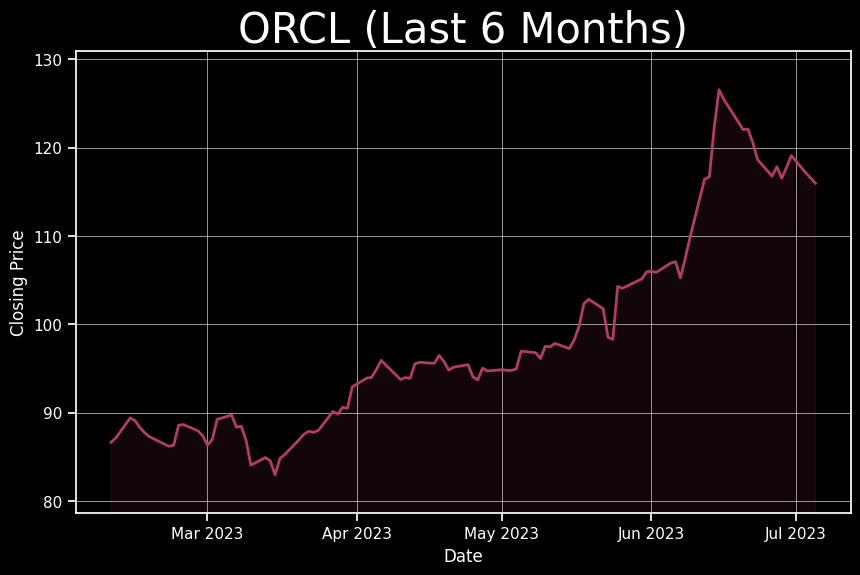 ORCL (Last 6 Months)
130
120
110
100
90
80
Closing Price
Mar 2023
Apr 2023
May 2023
Jun 2023
Jul 2023
Date